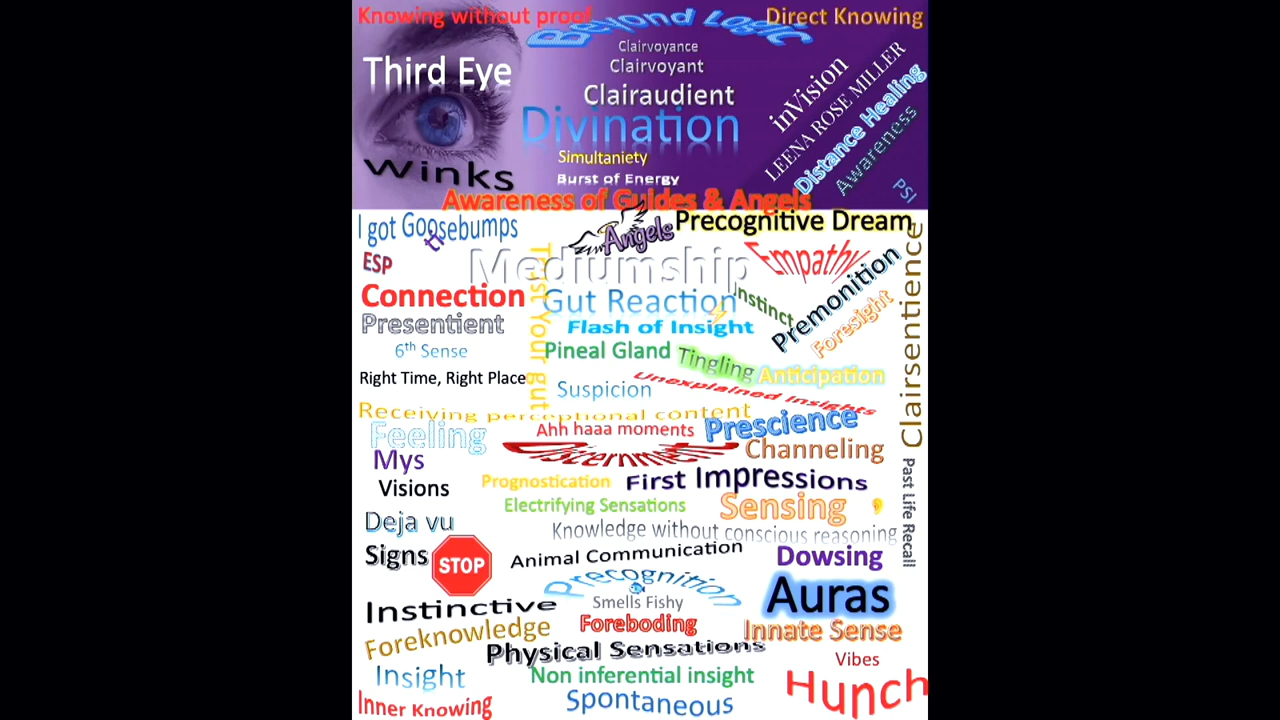 Knowing without proof
Beyond Logic
Direct Knowing
Third Eye
Clairvoyance
Clairvoyant
Clairaudient
Divination
inVision
LEENA ROSE MILLER
Distance Healing
Awareness
PSI
Simultaniety
Winks
Burst of Energy
Awareness of Guides & Angels
I got Goosebumps
Angels
Precognitive Dream
ESP
Mediumship
Empathy
Clairsentience
Trust Your gut
Connection
Gut Reaction
Instinct
Premonition
Presentient
Flash of Insight
Foresight
6th Sense
Pineal Gland
Tingling
Right Time, Right Place
Suspicion
Unexplained Insights
Anticipation
Receiving perceptional content
Feeling
Ahh haaa moments
Prescience
Discernment
Channeling
Mys
Visions
Prognostication
First Impressions
Past Life Recall
Electrifying Sensations
Sensing
Deja vu
Knowledge without conscious reasoning
Signs
STOP
Animal Communication
Dowsing
Precognition
Auras
Instinctive
Smells Fishy
Foreknowledge
Foreboding
Innate Sense
Physical Sensations
Vibes
Insight
Non inferential insight
Hunch
Inner Knowing
Spontaneous